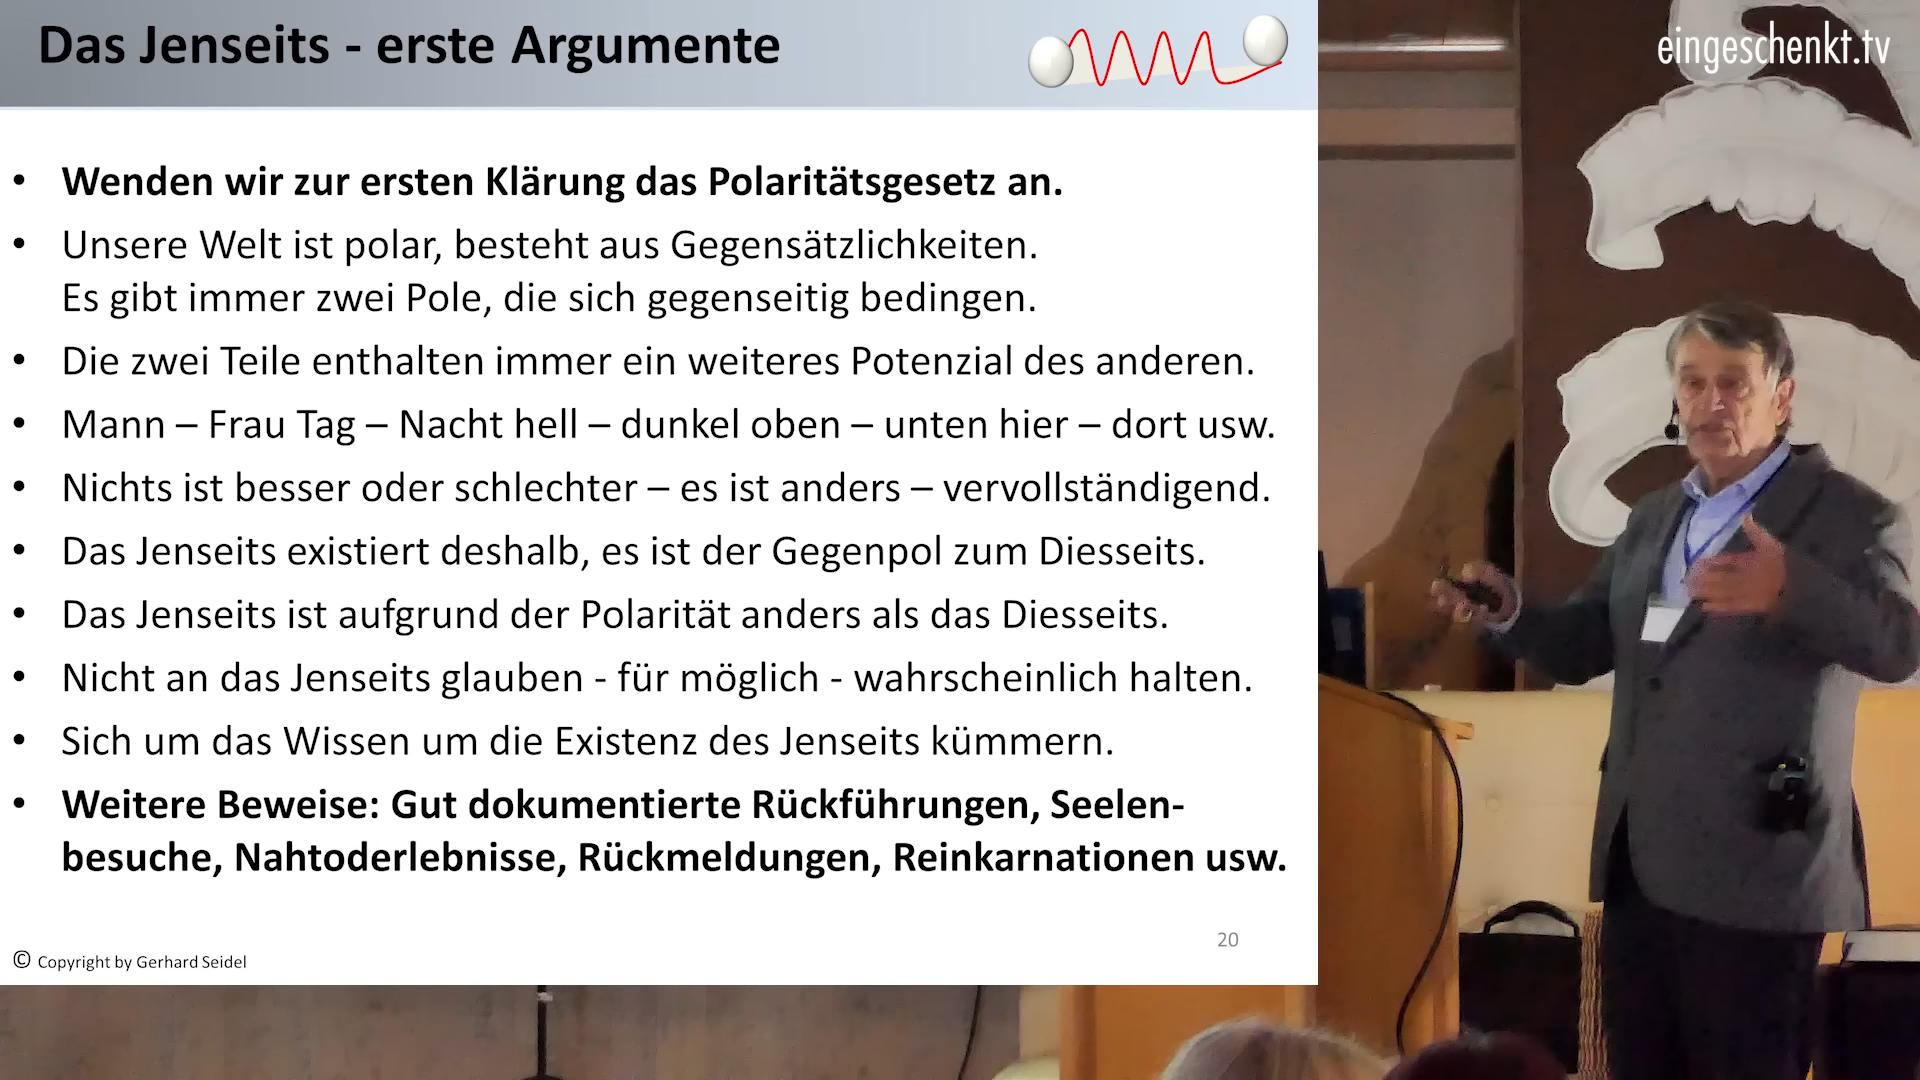 Das Jenseits - erste Argumente
eingeschenkt.tv
• Wenden wir zur ersten Klärung das Polaritätsgesetz an.
• Unsere Welt ist polar, besteht aus Gegensätzlichkeiten.
Es gibt immer zwei Pole, die sich gegenseitig bedingen.
• Die zwei Teile enthalten immer ein weiteres Potenzial des anderen.
• Mann – Frau Tag – Nacht hell – dunkel oben – unten hier – dort usw.
• Nichts ist besser oder schlechter – es ist anders – vervollständigend.
• Das Jenseits existiert deshalb, es ist der Gegenpol zum Diesseits.
• Das Jenseits ist aufgrund der Polarität anders als das Diesseits.
• Nicht an das Jenseits glauben - für möglich - wahrscheinlich halten.
• Sich um das Wissen um die Existenz des Jenseits kümmern.
• Weitere Beweise: Gut dokumentierte Rückführungen, Seelen-
besuche, Nahtoderlebnisse, Rückmeldungen, Reinkarnationen usw.
20
© Copyright by Gerhard Seidel